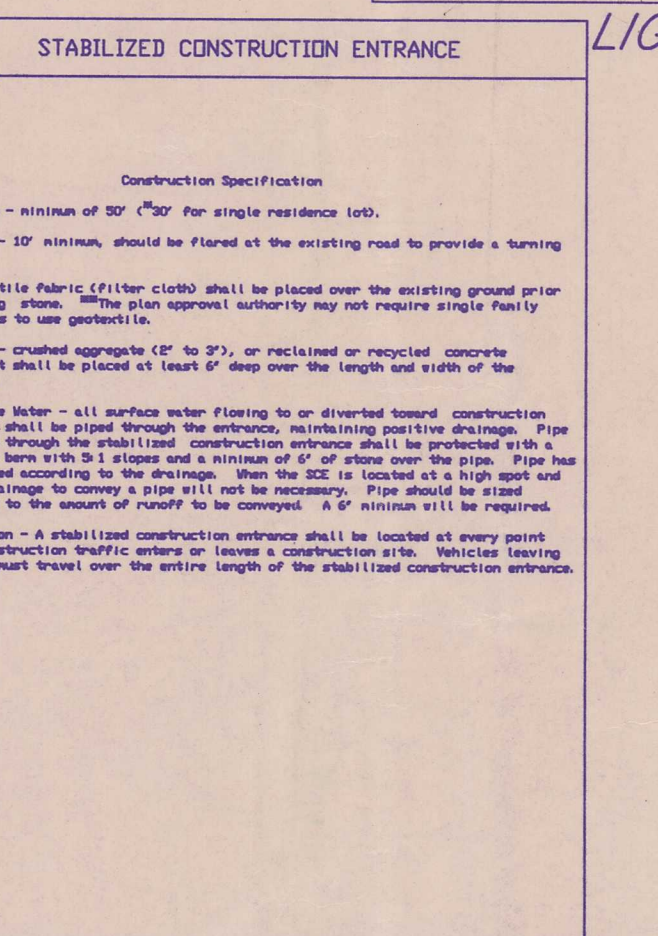 LIG
STABILIZED CONSTRUCTION ENTRANCE
Construction Specification
- minimum of 50' (*30' for single residence lot).
- 10' minimum, should be flared at the existing road to provide a turning
tile fabric (filter cloth) shall be placed over the existing ground prior
g stone. **The plan approval authority may not require single family
s to use geotextile.
- crushed aggregate (2" to 3"), or reclaimed or recycled concrete
t shall be placed at least 6" deep over the length and width of the
e Water - all surface water flowing to or diverted toward construction
shall be piped through the entrance, maintaining positive drainage. Pipe
through the stabilized construction entrance shall be protected with a
berm with 5:1 slopes and a minimum of 6" of stone over the pipe. Pipe has
ed according to the drainage. When the SCE is located at a high spot and
ainage to convey a pipe will not be necessary. Pipe should be sized
to the amount of runoff to be conveyed. A 6" minimum will be required.
on - A stabilized construction entrance shall be located at every point
struction traffic enters or leaves a construction site. Vehicles leaving
must travel over the entire length of the stabilized construction entrance.